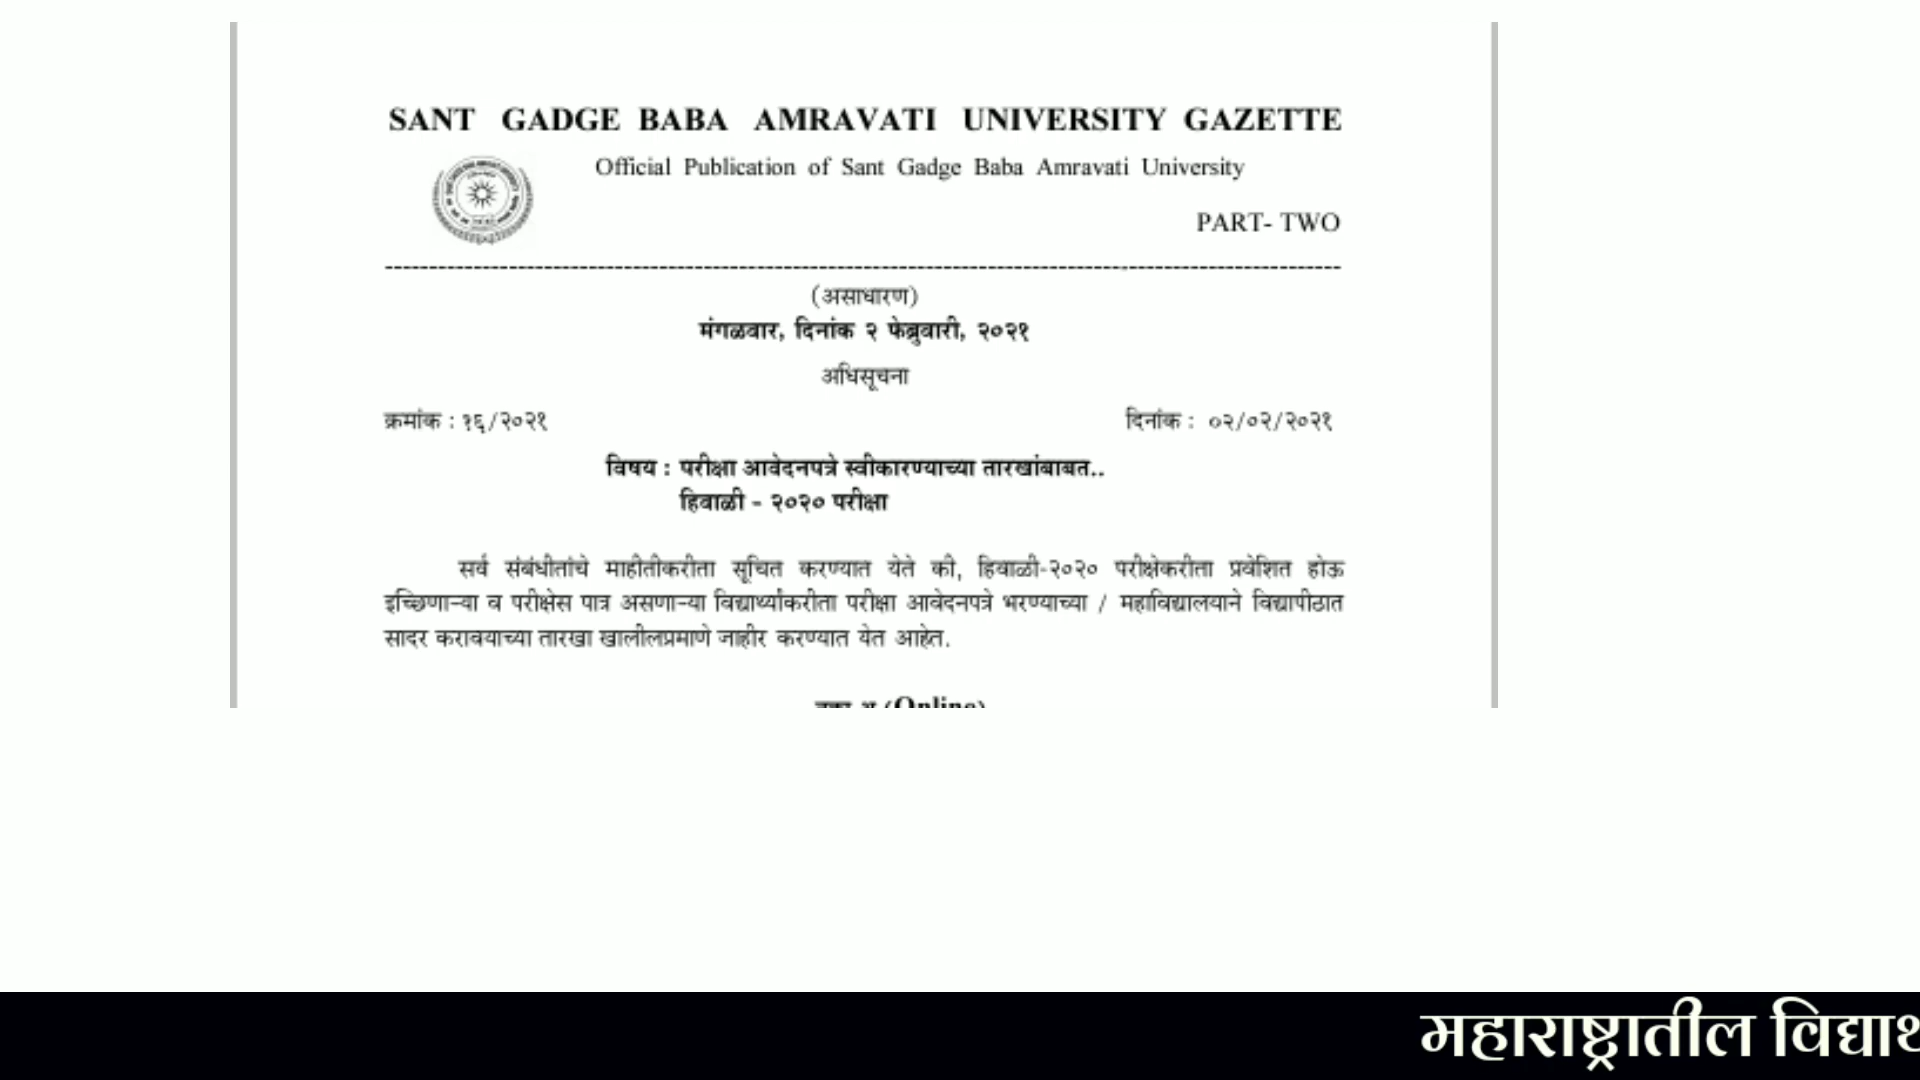 SANT GADGE BABA AMRAVATI UNIVERSITY GAZETTE
Official Publication of Sant Gadge Baba Amravati University
PART- TWO
(असाधारण)
मंगळवार, दिनांक २ फेब्रुवारी, २०२१
अधिसूचना
क्रमांक : १६/२०२१ दिनांक : ०२/०२/२०२१
विषय : परीक्षा आवेदनपत्रे स्वीकारण्याच्या तारखांबाबत..
हिवाळी - २०२० परीक्षा
सर्व संबंधीतांचे माहीतीकरीता सूचित करण्यात येते की, हिवाळी-२०२० परीक्षेकरीता प्रवेशित होऊ
इच्छिणाऱ्या व परीक्षेस पात्र असणाऱ्या विद्यार्थ्यांकरीता परीक्षा आवेदनपत्रे भरण्याच्या / महाविद्यालयाने विद्यापीठात
सादर करावयाच्या तारखा खालीलप्रमाणे जाहीर करण्यात येत आहेत.
(Online)
महाराष्ट्रातील